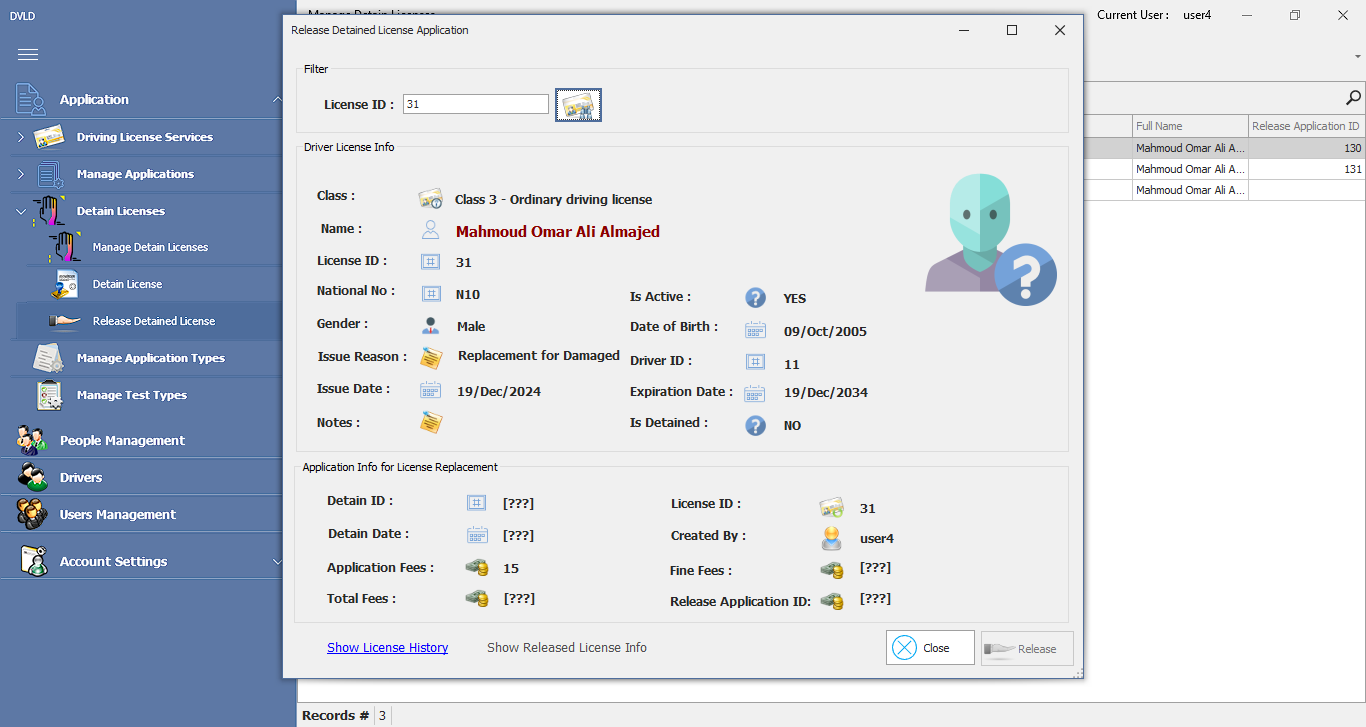 DVLD
Application
Driving License Services
Manage Applications
Detain Licenses
Manage Detain Licenses
Detain License
Release Detained License
Manage Application Types
Manage Test Types
People Management
Drivers
Users Management
Account Settings
Manage Detain Licenses
Current User : user4
Full Name Release Application ID
Mahmoud Omar Ali A... 130
Mahmoud Omar Ali A... 131
Mahmoud Omar Ali A...
Records # 3
Release Detained License Application
Filter
License ID : 31
Driver License Info
Class : Class 3 - Ordinary driving license
Name : Mahmoud Omar Ali Almajed
License ID : 31
National No : N10 Is Active : YES
Gender : Male Date of Birth : 09/Oct/2005
Issue Reason : Replacement for Damaged Driver ID : 11
Issue Date : 19/Dec/2024 Expiration Date : 19/Dec/2034
Notes : Is Detained : NO
Application Info for License Replacement
Detain ID : [???] License ID : 31
Detain Date : [???] Created By : user4
Application Fees : 15 Fine Fees : [???]
Total Fees : [???] Release Application ID: [???]
Show License History Show Released License Info Close Release